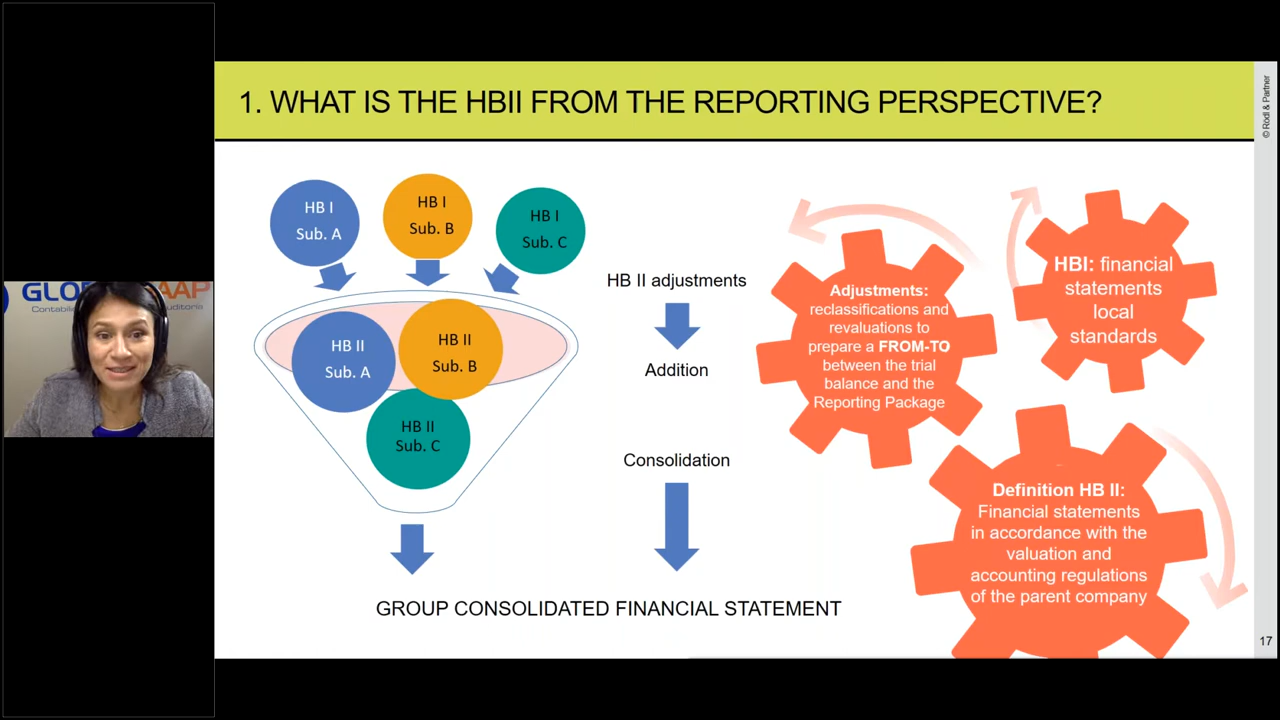 1. WHAT IS THE HBII FROM THE REPORTING PERSPECTIVE?
© Rödl & Partner
HB I
Sub. A
HB I
Sub. B
HB I
Sub. C
HB II
Sub. A
HB II
Sub. B
HB II
Sub. C
HB II adjustments
Addition
Consolidation
GROUP CONSOLIDATED FINANCIAL STATEMENT
Adjustments:
reclassifications and
revaluations to
prepare a FROM-TO
between the trial
balance and the
Reporting Package
HBI: financial
statements
local
standards
Definition HB II:
Financial statements
in accordance with the
valuation and
accounting regulations
of the parent company
17